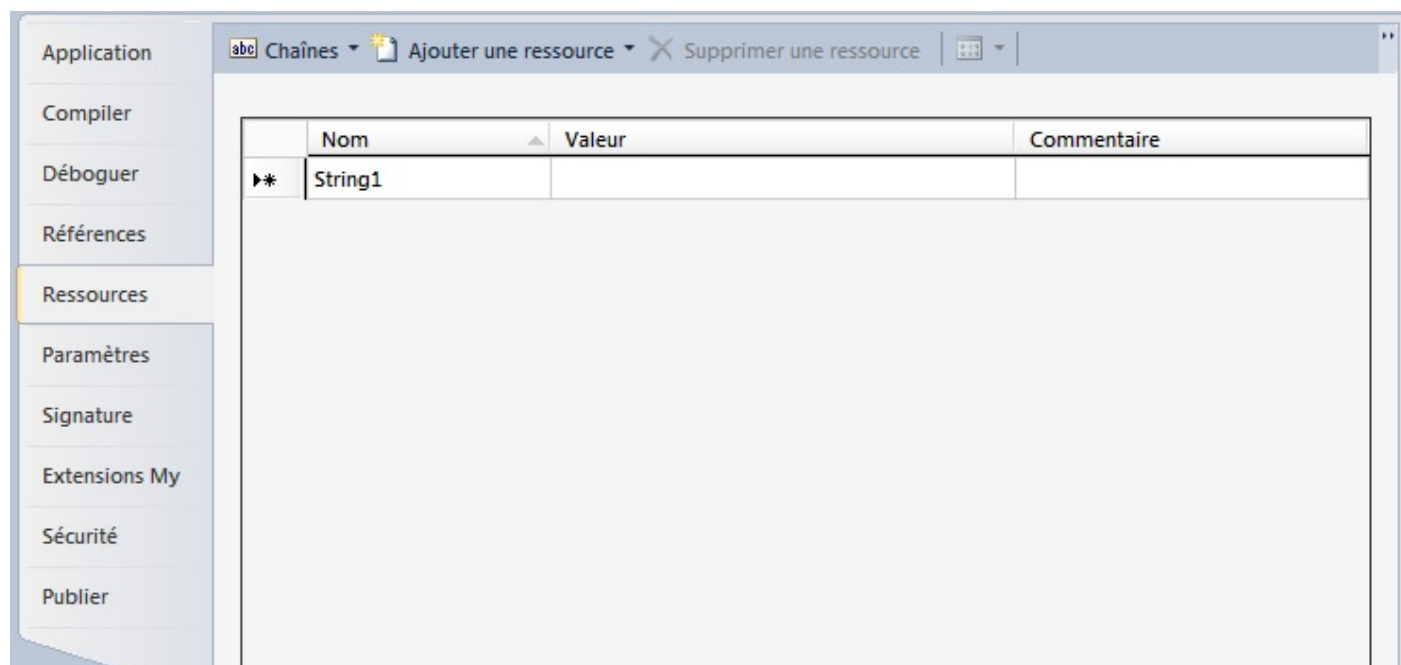 Application
Compiler
Déboguer
Références
Ressources
Paramètres
Signature
Extensions My
Sécurité
Publier
abc Chaînes Ajouter une ressource Supprimer une ressource
Nom Valeur Commentaire
String1